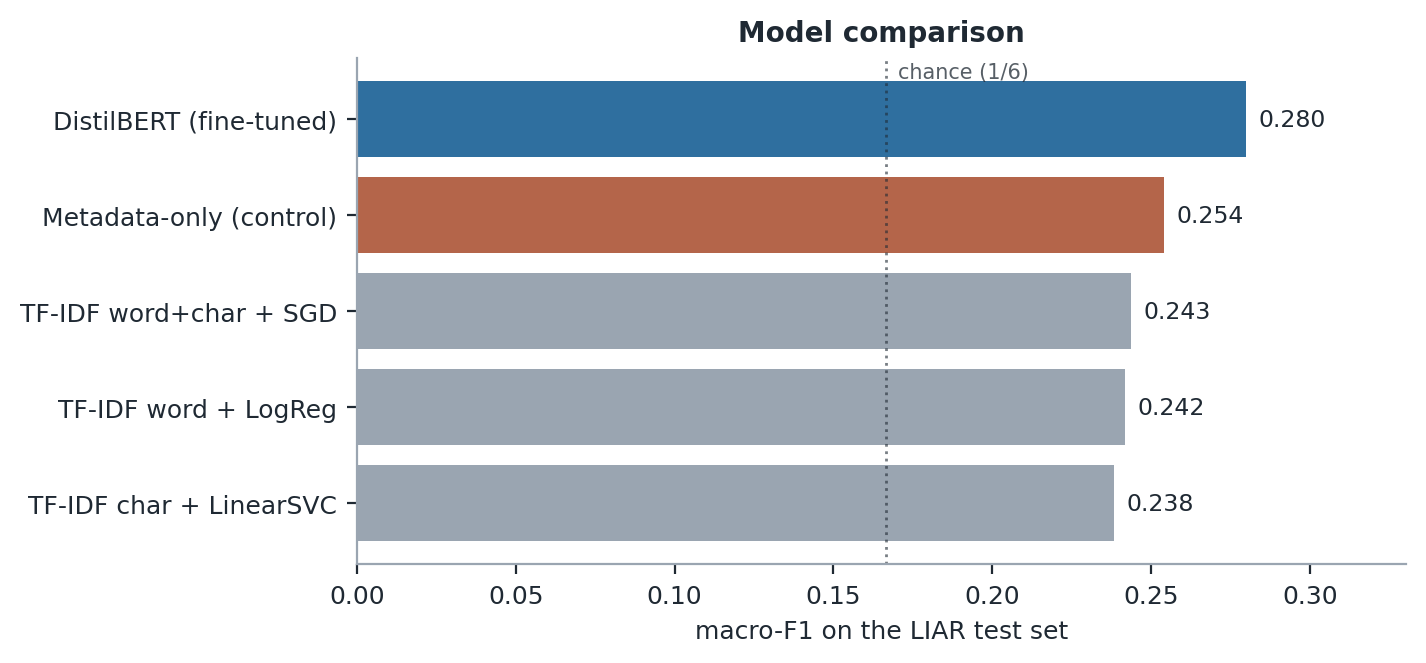 Model comparison
chance (1/6)
DistilBERT (fine-tuned)
0.280
Metadata-only (control)
0.254
TF-IDF word+char + SGD
0.243
TF-IDF word + LogReg
0.242
TF-IDF char + LinearSVC
0.238
0.00 0.05 0.10 0.15 0.20 0.25 0.30
macro-F1 on the LIAR test set